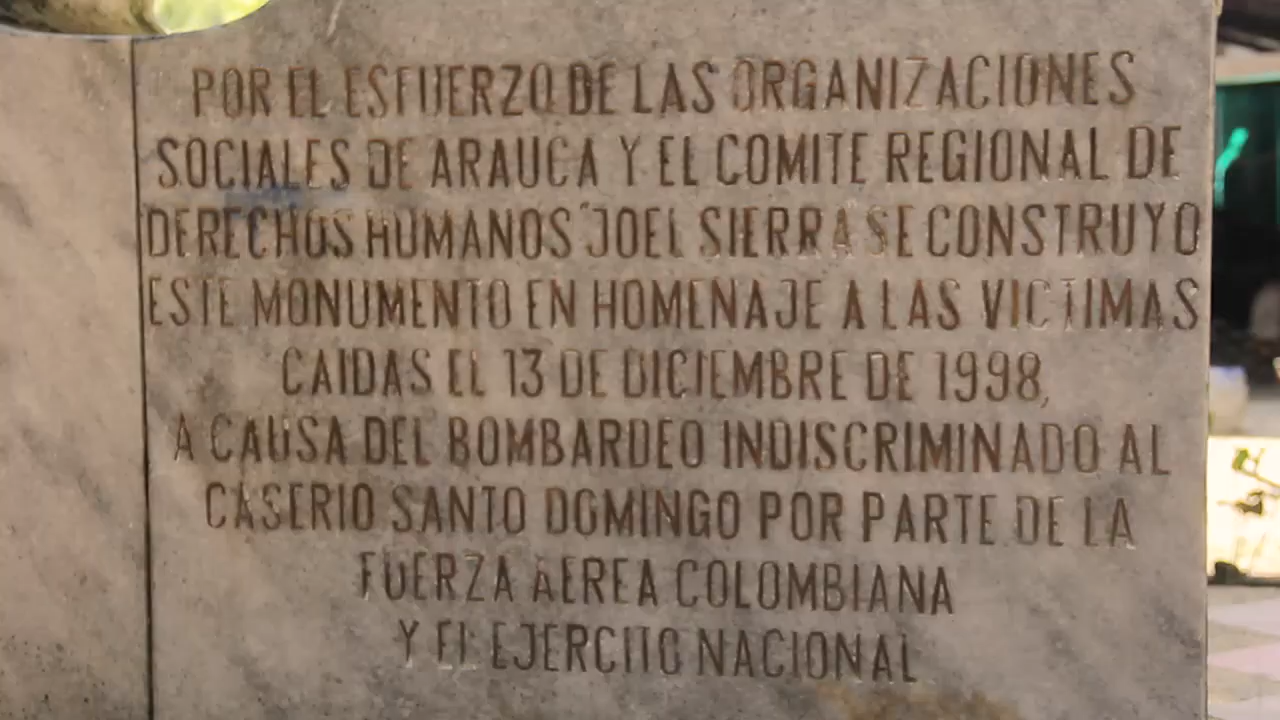 POR EL ESFUERZO DE LAS ORGANIZACIONES
SOCIALES DE ARAUCA Y EL COMITE REGIONAL DE
DERECHOS HUMANOS "JOEL SIERRA SE CONSTRUYO
ESTE MONUMENTO EN HOMENAJE A LAS VICTIMAS
CAIDAS EL 13 DE DICIEMBRE DE 1998,
A CAUSA DEL BOMBARDEO INDISCRIMINADO AL
CASERIO SANTO DOMINGO POR PARTE DE LA
FUERZA AEREA COLOMBIANA
Y EL EJERCITO NACIONAL